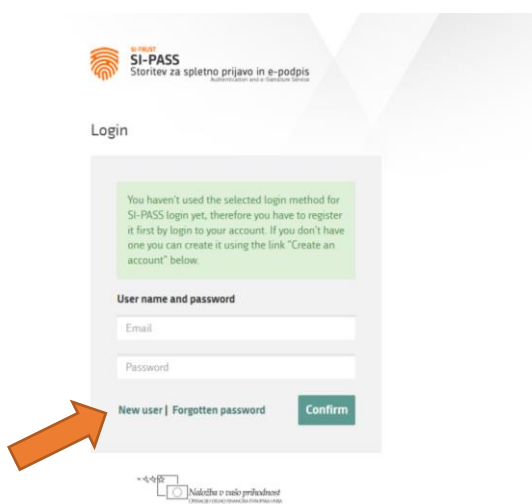 SI-TRUST
SI-PASS
Storitev za spletno prijavo in e-podpis
Authentication and e-Signature Service
Login
You haven't used the selected login method for
SI-PASS login yet, therefore you have to register
it first by login to your account. If you don't have
one you can create it using the link "Create an
account" below.
User name and password
Email
Password
New user | Forgotten password
Confirm
Naložba v vašo prihodnost